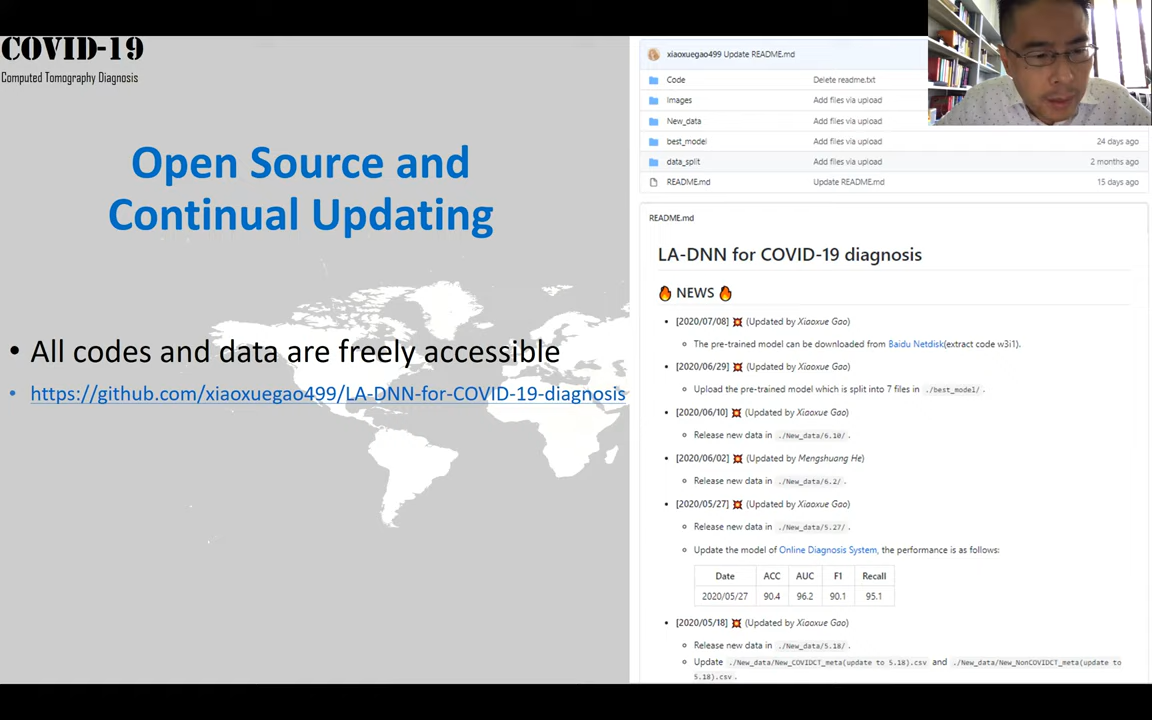 COVID-19
Computed Tomography Diagnosis
Open Source and
Continual Updating
• All codes and data are freely accessible
• https://github.com/xiaoxuegao499/LA-DNN-for-COVID-19-diagnosis
xiaoxuegao499 Update README.md
Code Delete readme.txt
Images Add files via upload
New_data Add files via upload
best_model Add files via upload 24 days ago
data_split Add files via upload 2 months ago
README.md Update README.md 15 days ago
README.md
LA-DNN for COVID-19 diagnosis
🔥 NEWS 🔥
• [2020/07/08] 💥 (Updated by Xiaoxue Gao)
The pre-trained model can be downloaded from Baidu Netdisk(extract code w3i1).
• [2020/06/29] 💥 (Updated by Xiaoxue Gao)
Upload the pre-trained model which is split into 7 files in ./best_model/ .
• [2020/06/10] 💥 (Updated by Xiaoxue Gao)
Release new data in ./New_data/6.10/ .
• [2020/06/02] 💥 (Updated by Mengshuang He)
Release new data in ./New_data/6.2/ .
• [2020/05/27] 💥 (Updated by Xiaoxue Gao)
Release new data in ./New_data/5.27/ .
Update the model of Online Diagnosis System, the performance is as follows:
Date ACC AUC F1 Recall
2020/05/27 90.4 96.2 90.1 95.1
• [2020/05/18] 💥 (Updated by Xiaoxue Gao)
Release new data in ./New_data/5.18/ .
Update ./New_data/New_COVIDCT_meta(update to 5.18).csv and ./New_data/New_NonCOVIDCT_meta(update to
5.18).csv .